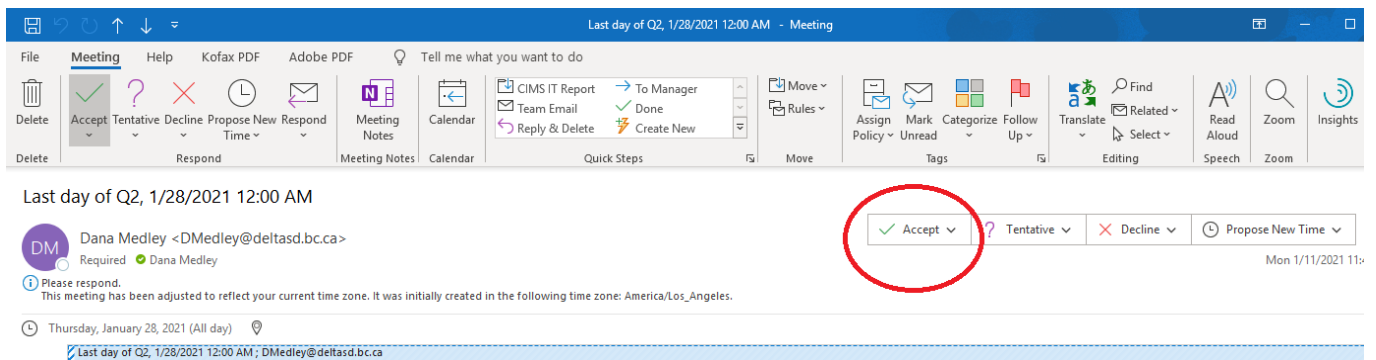 Last day of Q2, 1/28/2021 12:00 AM - Meeting
File Meeting Help Kofax PDF Adobe PDF Tell me what you want to do
Delete Accept Tentative Decline Propose New Time Respond Meeting Notes Calendar
CIMS IT Report To Manager
Team Email Done
Reply & Delete Create New
Move
Rules
Assign Policy Mark Unread Categorize Follow Up Translate
Find
Related
Select
Read Aloud Zoom Insights
Delete Respond Meeting Notes Calendar Quick Steps Move Tags Editing Speech Zoom
Last day of Q2, 1/28/2021 12:00 AM
DM
Dana Medley <DMedley@deltasd.bc.ca>
Required Dana Medley
Accept ? Tentative Decline Propose New Time
Mon 1/11/2021 11:4
Please respond.
This meeting has been adjusted to reflect your current time zone. It was initially created in the following time zone: America/Los_Angeles.
Thursday, January 28, 2021 (All day)
Last day of Q2, 1/28/2021 12:00 AM ; DMedley@deltasd.bc.ca